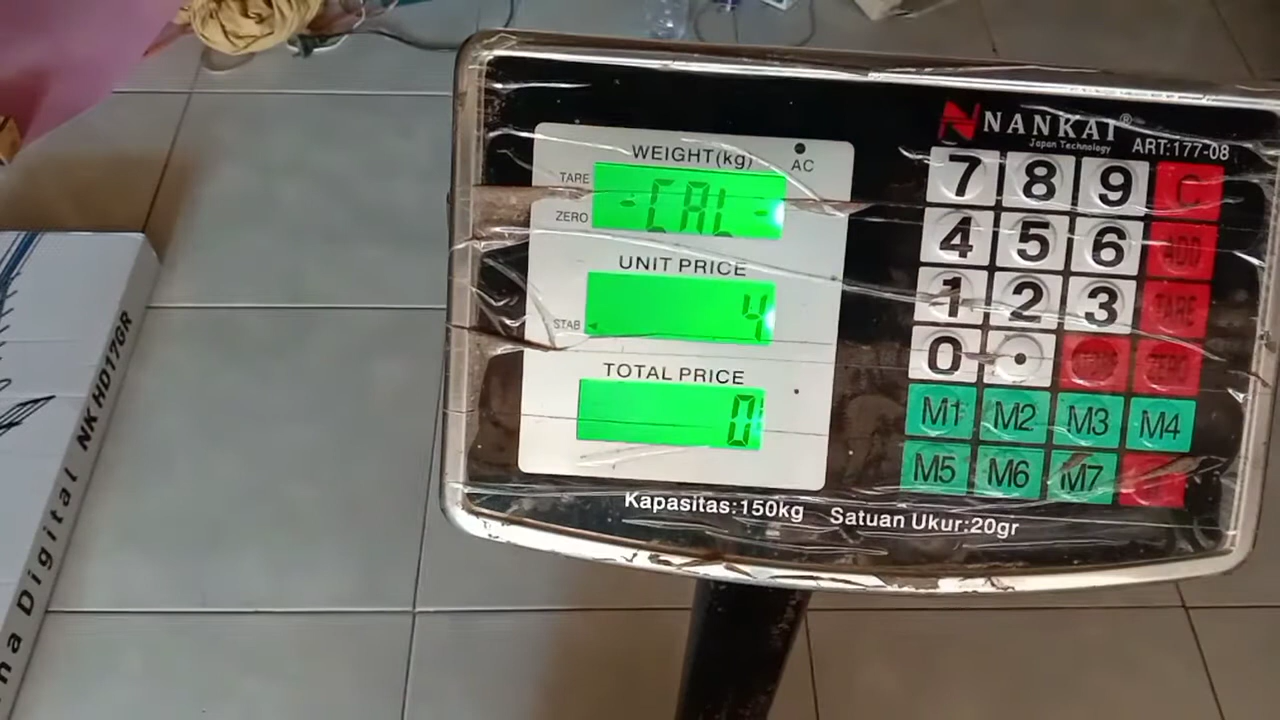 NANKAI®
Japan Technology
ART:177-08
WEIGHT(kg)
AC
TARE
-CAL-
ZERO
UNIT PRICE
4
STAB
TOTAL PRICE
0
7 8 9 C
4 5 6 ADD
1 2 3 TARE
0 . ZERO
M1 M2 M3 M4
M5 M6 M7
Kapasitas:150kg Satuan Ukur:20gr
Digital NK HD17GR